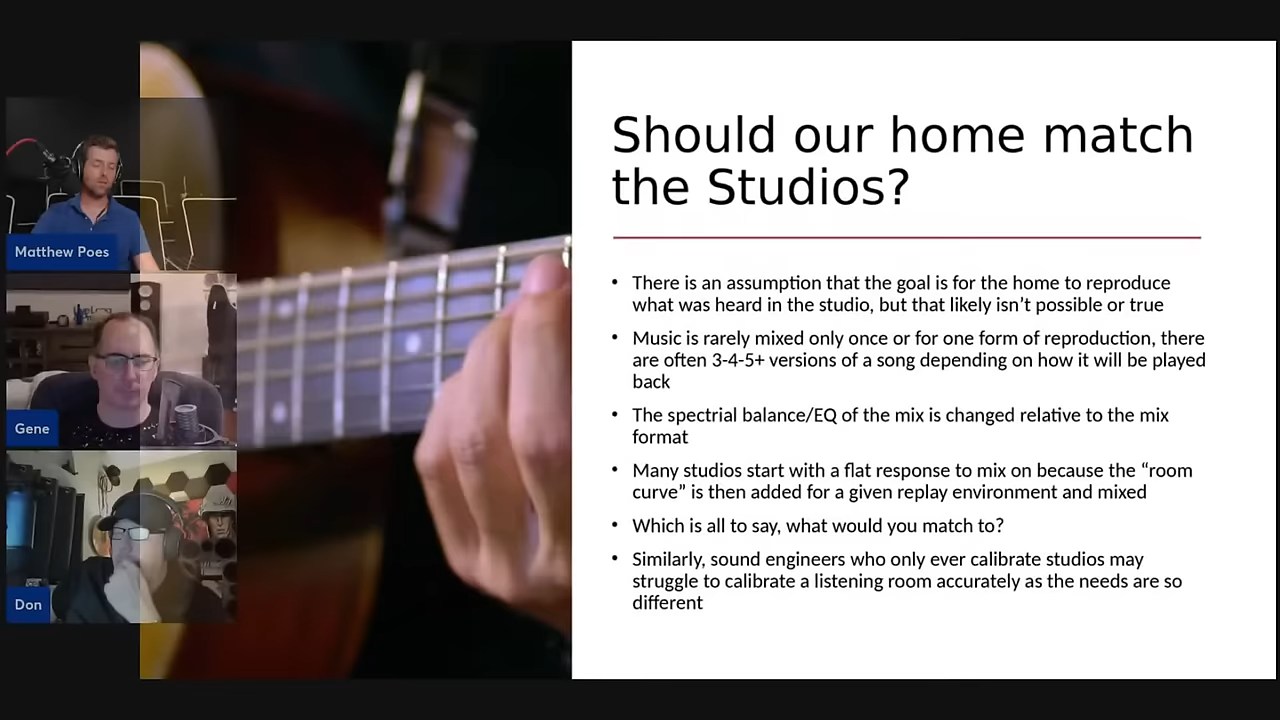 Should our home match
the Studios?
• There is an assumption that the goal is for the home to reproduce
what was heard in the studio, but that likely isn’t possible or true
• Music is rarely mixed only once or for one form of reproduction, there
are often 3-4-5+ versions of a song depending on how it will be played
back
• The spectrial balance/EQ of the mix is changed relative to the mix
format
• Many studios start with a flat response to mix on because the “room
curve” is then added for a given replay environment and mixed
• Which is all to say, what would you match to?
• Similarly, sound engineers who only ever calibrate studios may
struggle to calibrate a listening room accurately as the needs are so
different
Matthew Poes
Gene
Don